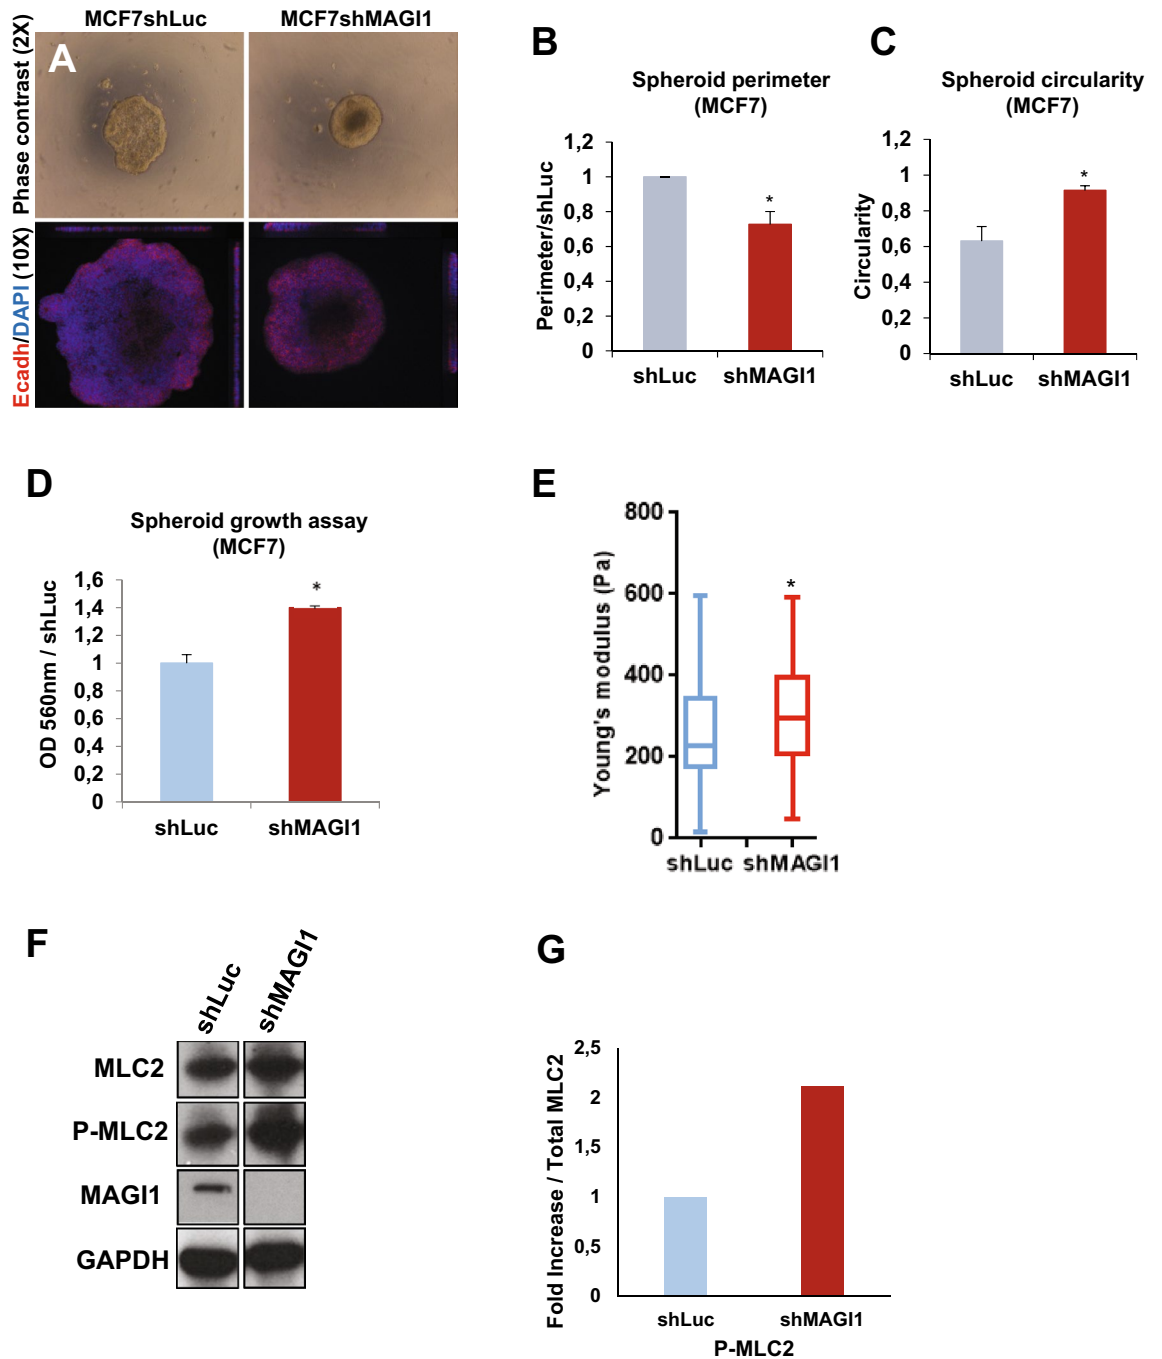 MCF7shLuc
MCF7shMAGI1
Phase contrast (2X)
A
Ecadh/DAPI (10X)
B
Spheroid perimeter
(MCF7)
Perimeter/shLuc
1,2
1
0,8
0,6
0,4
0,2
0
*
shLuc
shMAGI1
C
Spheroid circularity
(MCF7)
Circularity
1,2
1
0,8
0,6
0,4
0,2
0
*
shLuc
shMAGI1
D
Spheroid growth assay
(MCF7)
OD 560nm / shLuc
1,6
1,4
1,2
1
0,8
0,6
0,4
0,2
0
*
shLuc
shMAGI1
E
Young's modulus (Pa)
800
600
400
200
0
*
shLuc
shMAGI1
F
shLuc
shMAGI1
MLC2
P-MLC2
MAGI1
GAPDH
G
Fold Increase / Total MLC2
2,5
2
1,5
1
0,5
0
shLuc
shMAGI1
P-MLC2